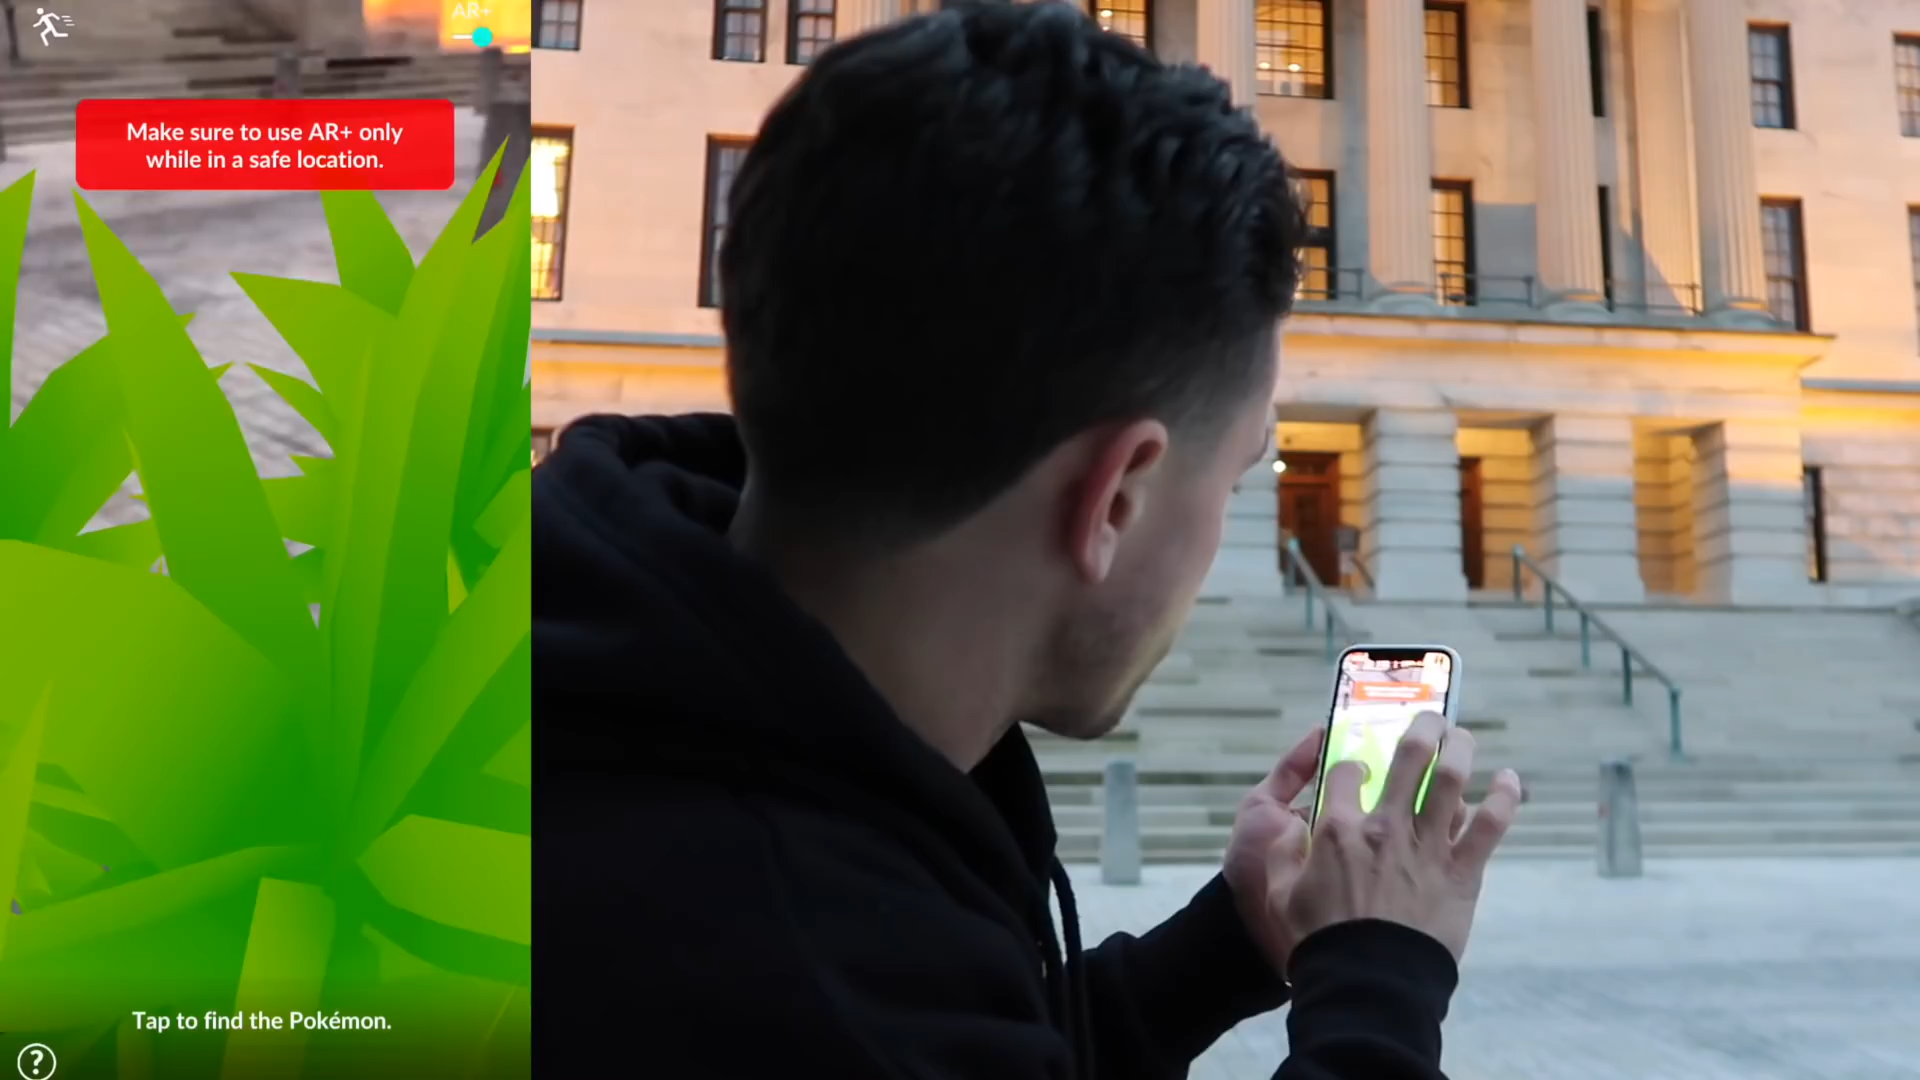 AR+
Make sure to use AR+ only
while in a safe location.
Tap to find the Pokémon.
?